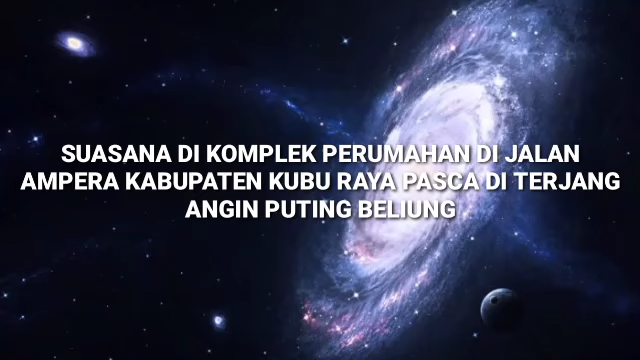 SUASANA DI KOMPLEK PERUMAHAN DI JALAN
AMPERA KABUPATEN KUBU RAYA PASCA DI TERJANG
ANGIN PUTING BELIUNG